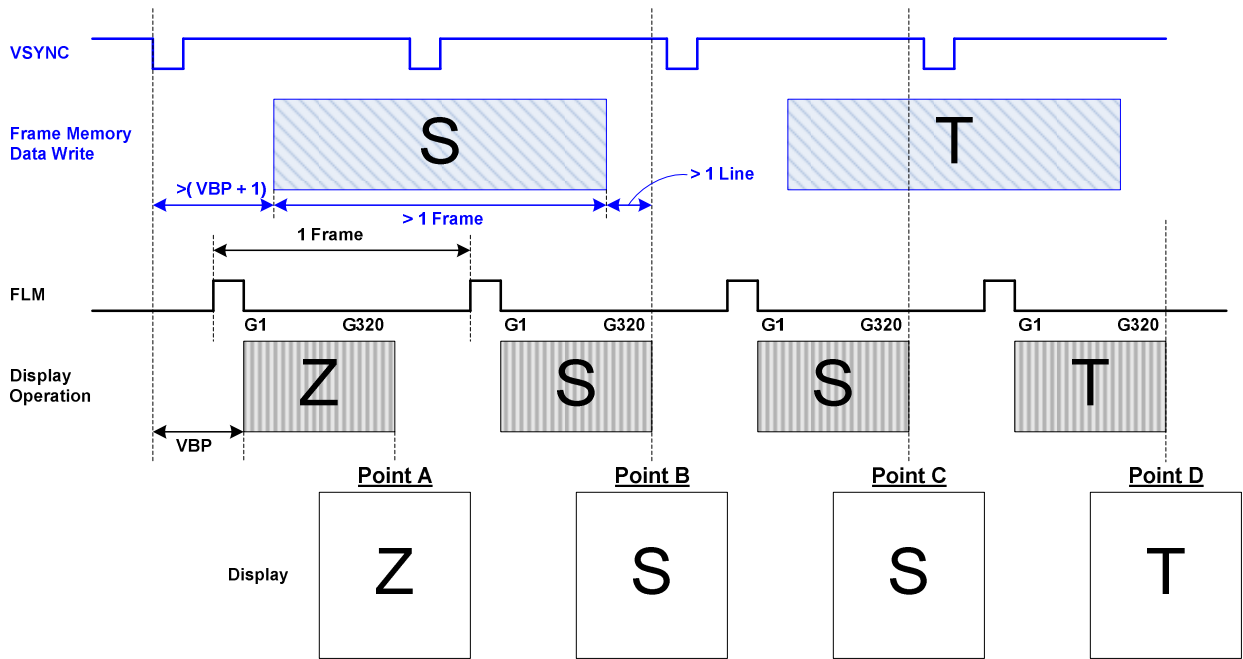 VSYNC
Frame Memory
Data Write
S
T
>( VBP + 1)
> 1 Frame
> 1 Line
1 Frame
FLM
G1
G320
G1
G320
G1
G320
G1
G320
Display
Operation
Z
S
S
T
VBP
Point A
Point B
Point C
Point D
Display
Z
S
S
T